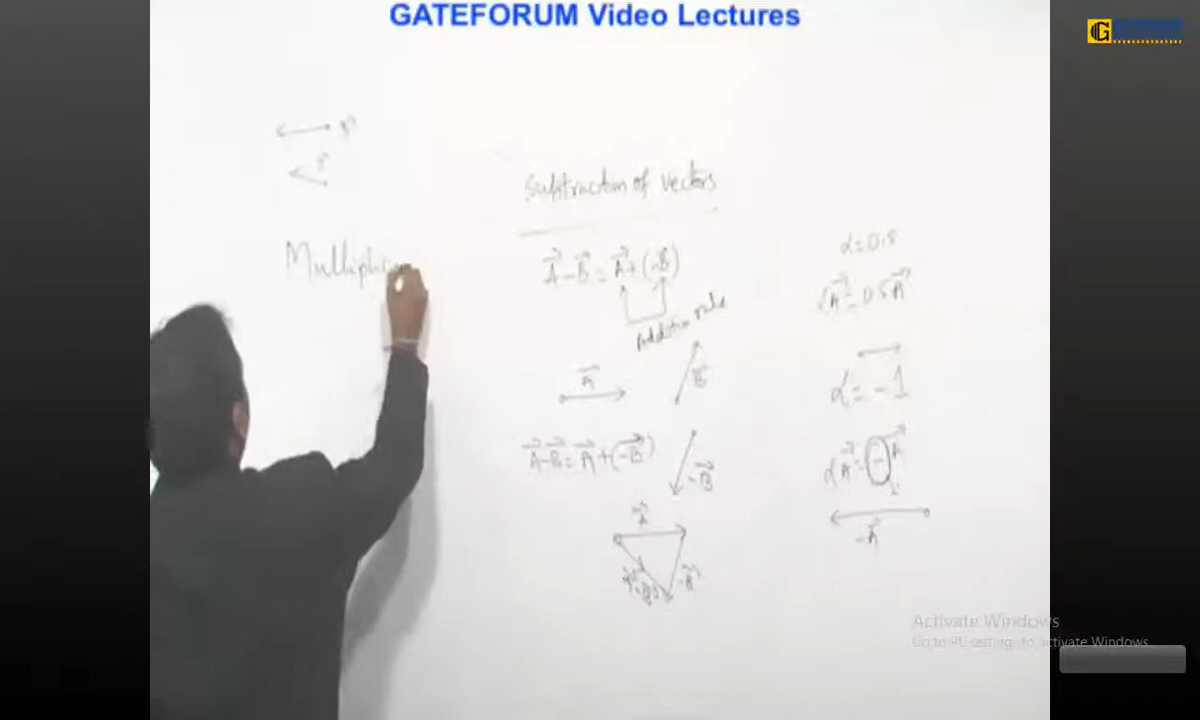 GATEFORUM Video Lectures
G
Multiplic
Subtraction of vectors
A⃗-B⃗ = A⃗+(-B⃗)
Addition rule
A⃗
B⃗
A⃗-B⃗ = A⃗+(-B⃗)
-B⃗
A⃗
-B⃗
α=0.5
αA⃗=0.5A⃗
α = -1
αA⃗ = -A⃗
-A⃗
Activate Windows
Go to PC settings to activate Windows.